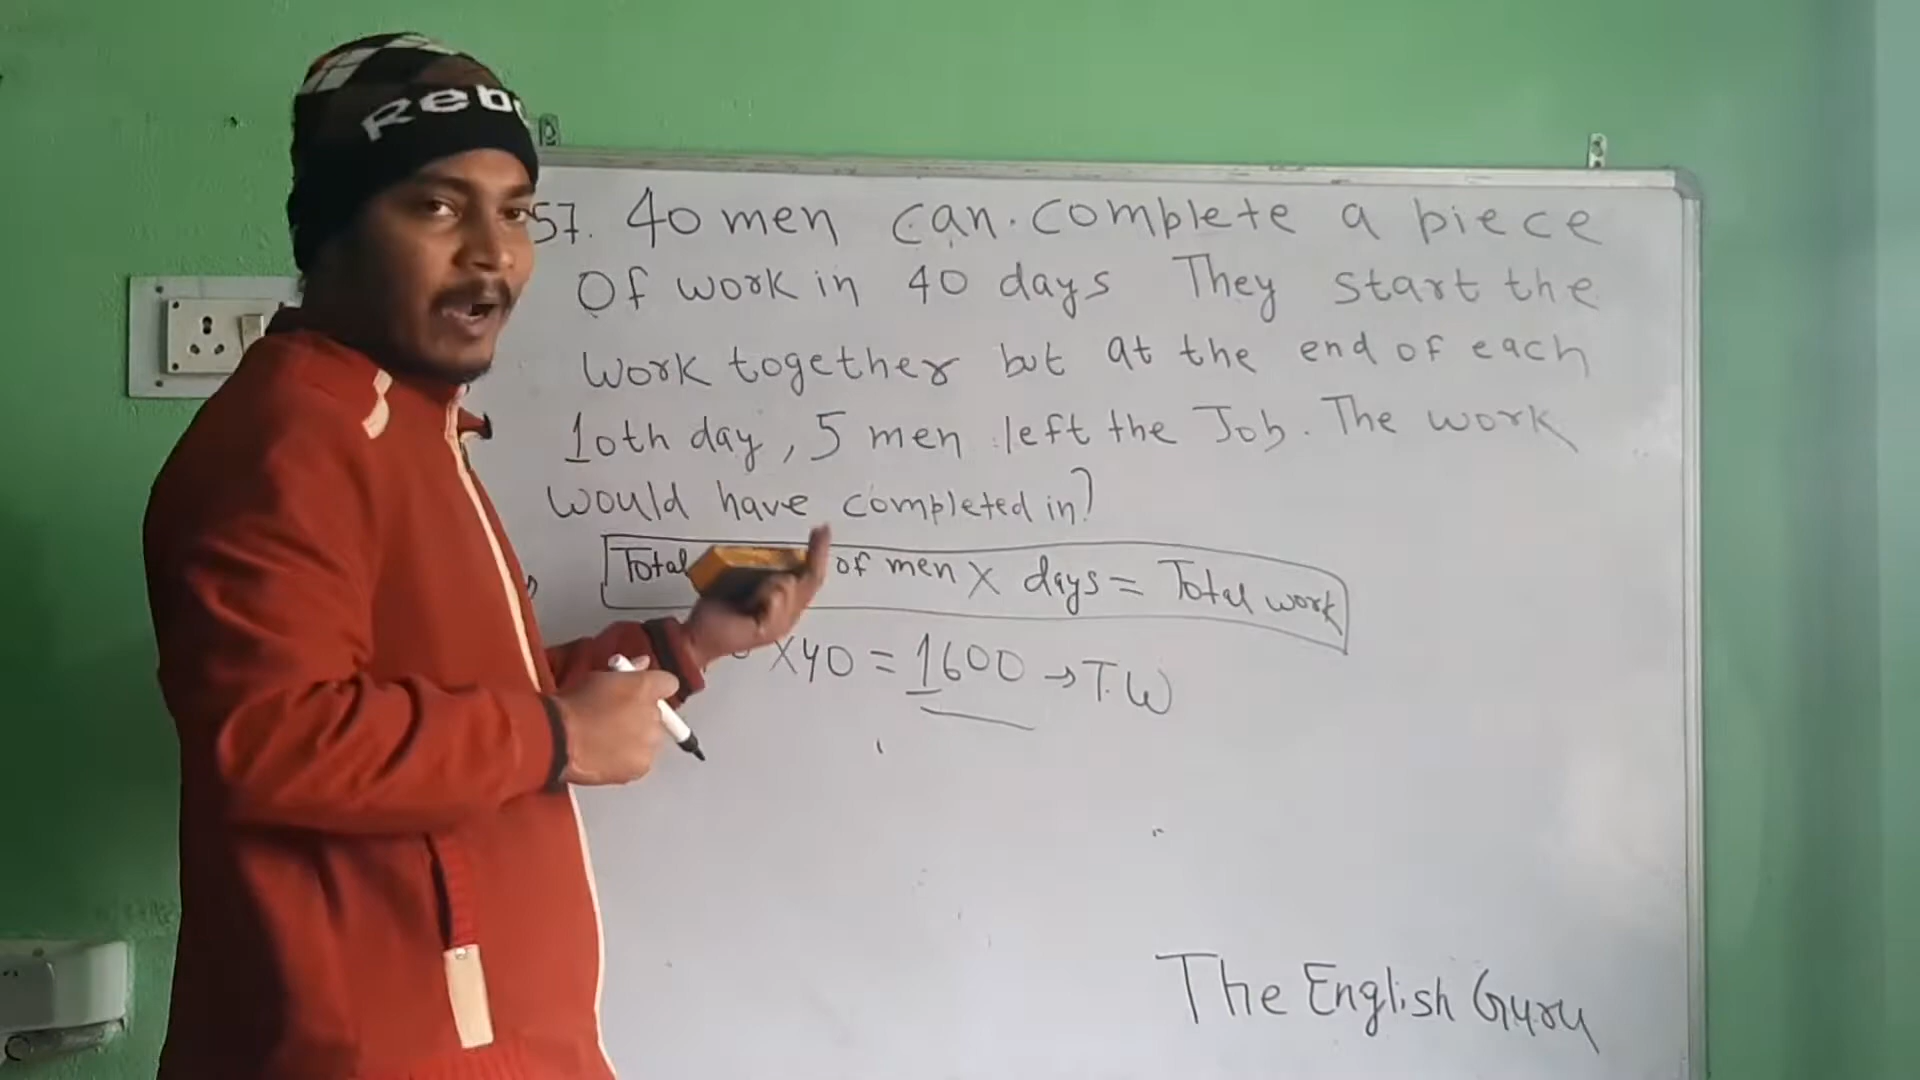 Rebo
57. 40 men can complete a piece
Of work in 40 days They start the
work together but at the end of each
10th day, 5 men left the Job. The work
would have completed in?
Total of men X days = Total work
X40 = 1600 → T.W
The English Guru